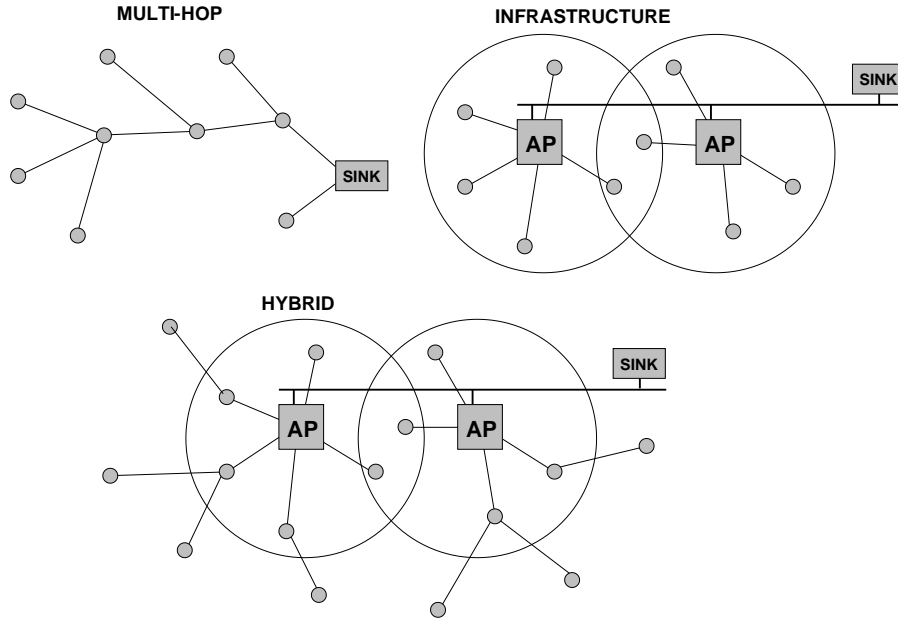 MULTI-HOP
INFRASTRUCTURE
SINK
AP
AP
SINK
HYBRID
SINK
AP
AP